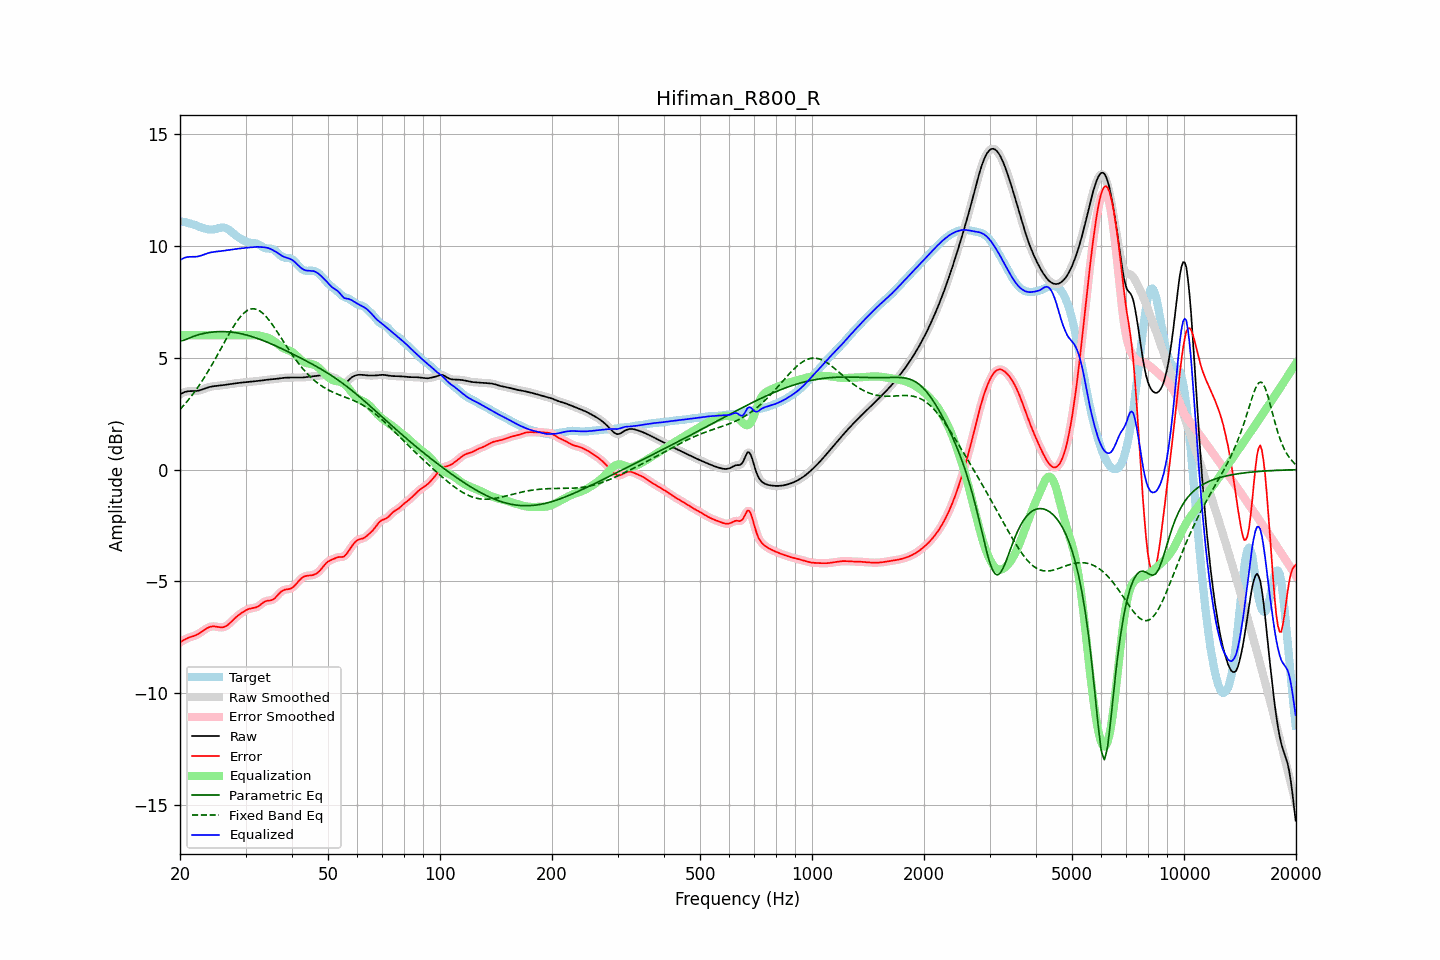 Hifiman_R800_R
Amplitude (dBr)
15
10
5
0
−5
−10
−15
Target
Raw Smoothed
Error Smoothed
Raw
Error
Equalization
Parametric Eq
Fixed Band Eq
Equalized
20 50 100 200 500 1000 2000 5000 10000 20000
Frequency (Hz)